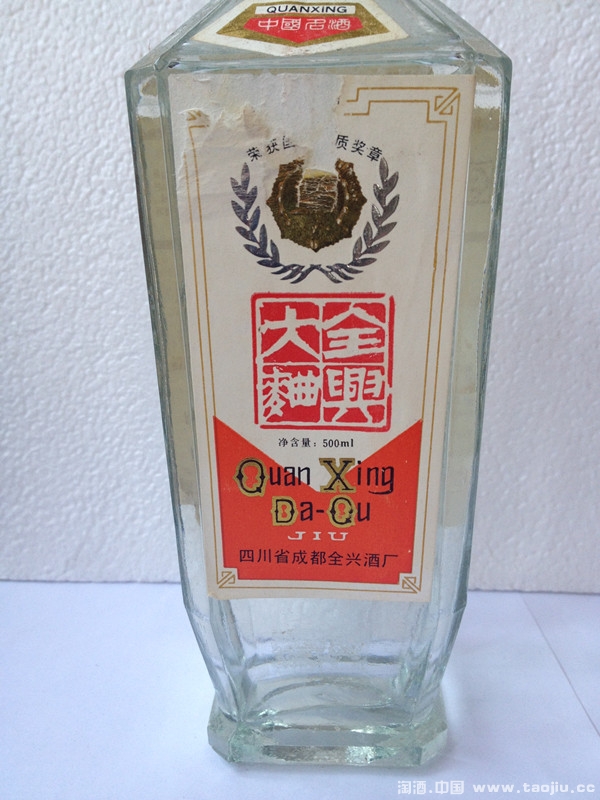 QUANXING
中國名酒
荣获国 质奖章
全興
大麯
净含量：500ml
Quan Xing
Da-Qu
JIU
四川省成都全兴酒厂
淘酒.中国 www.taojiu.cc